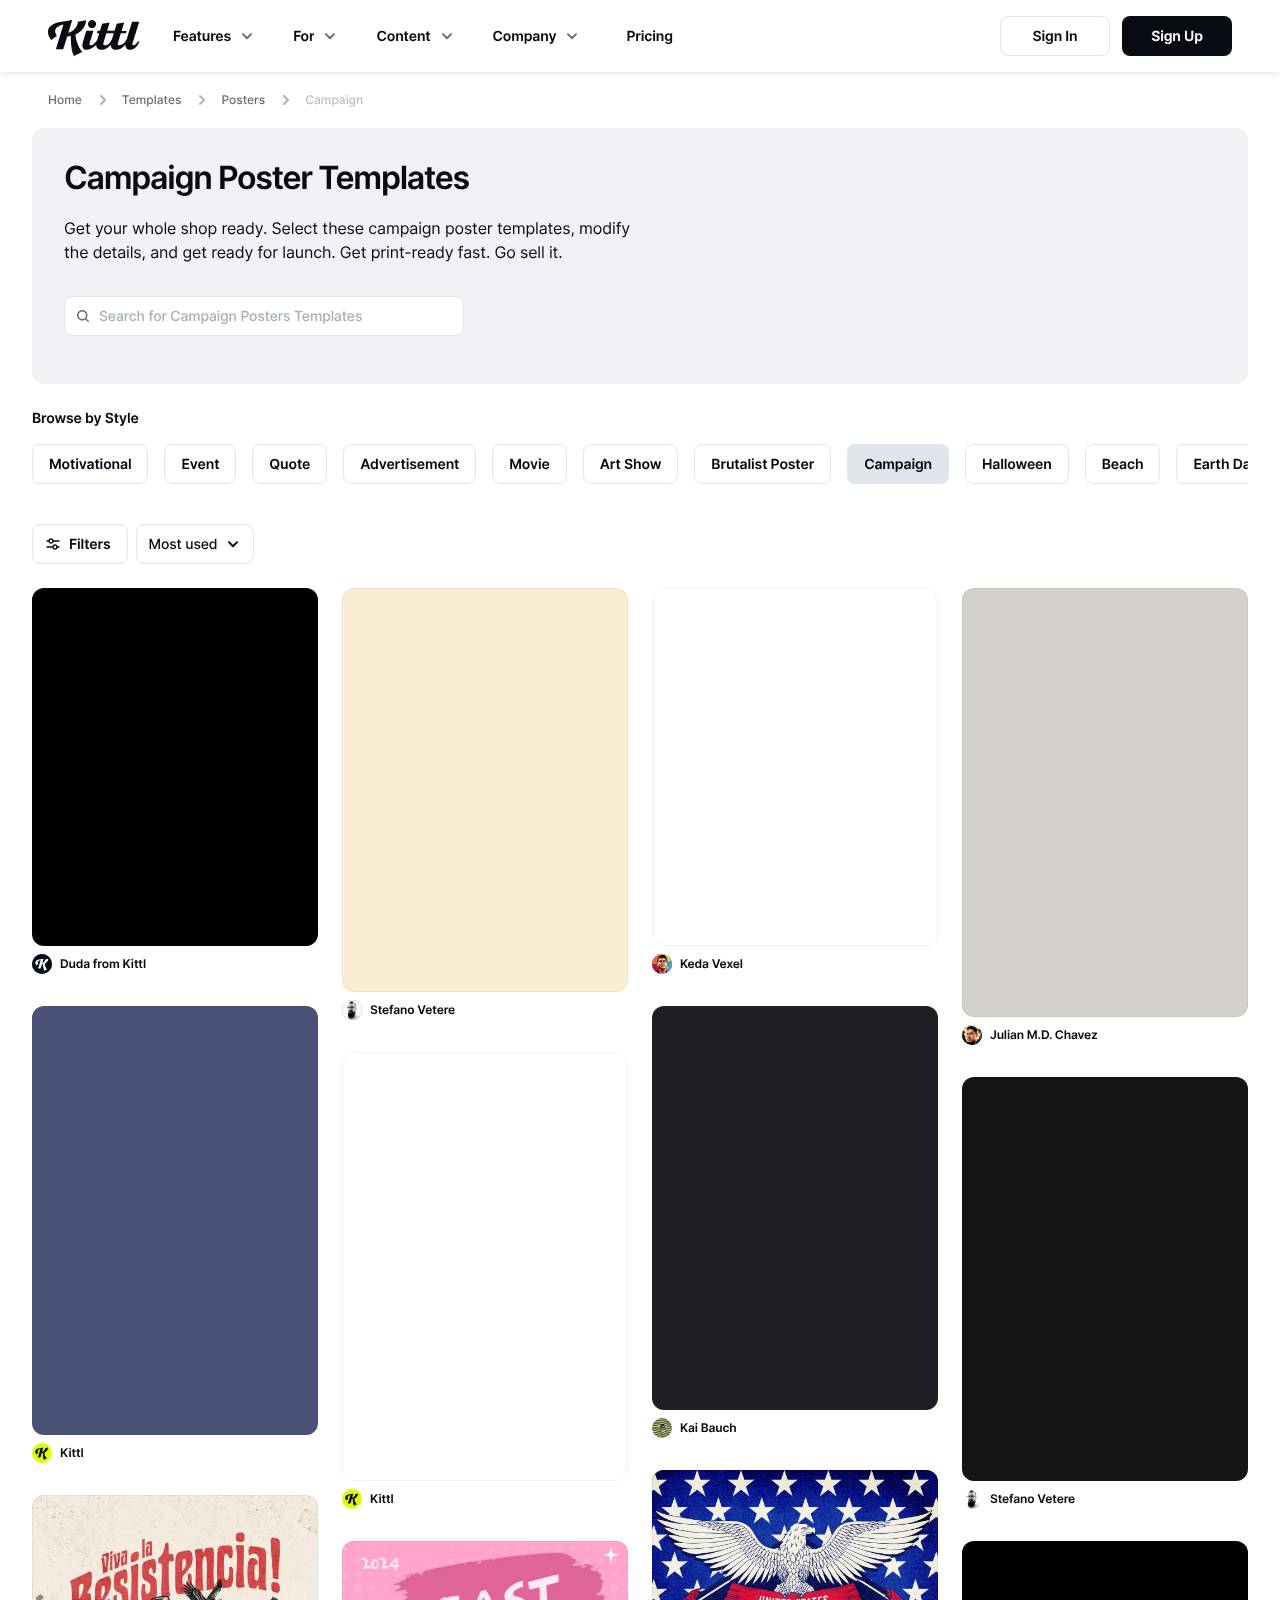 Kittl
Features
For
Content
Company
Pricing
Sign In
Sign Up
Home
Templates
Posters
Campaign
Campaign Poster Templates
Get your whole shop ready. Select these campaign poster templates, modify
the details, and get ready for launch. Get print-ready fast. Go sell it.
Search for Campaign Posters Templates
Browse by Style
Motivational
Event
Quote
Advertisement
Movie
Art Show
Brutalist Poster
Campaign
Halloween
Beach
Earth Da
Filters
Most used
Duda from Kittl
Stefano Vetere
Keda Vexel
Julian M.D. Chavez
Kittl
Kittl
Kai Bauch
Stefano Vetere
Viva la
Resistencia!
2024
UNITED STATES